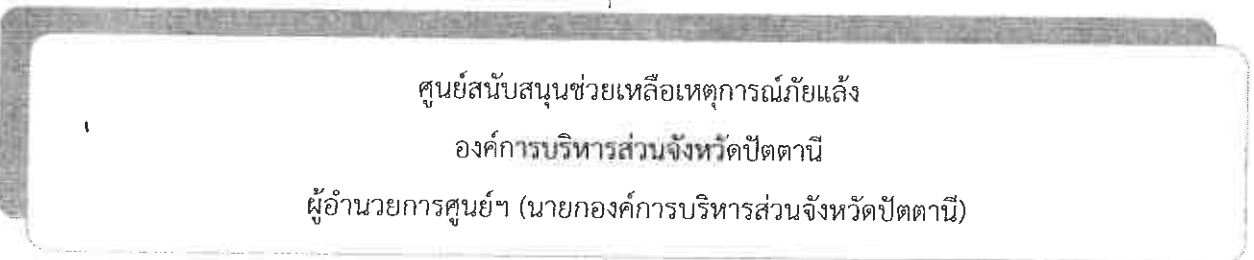 ศูนย์สนับสนุนช่วยเหลือเหตุการณ์ภัยแล้ง
องค์การบริหารส่วนจังหวัดปัตตานี
ผู้อำนวยการศูนย์ฯ (นายกองค์การบริหารส่วนจังหวัดปัตตานี)